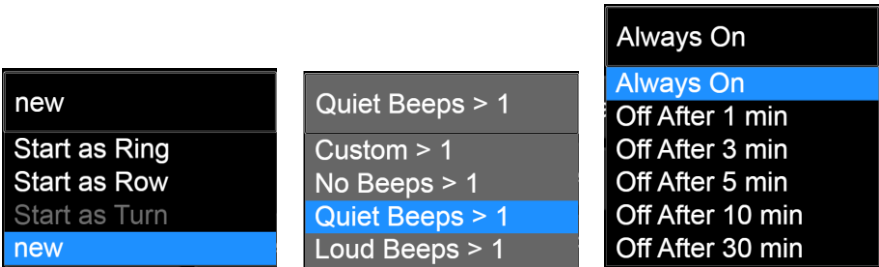 new
Start as Ring
Start as Row
Start as Turn
new
Quiet Beeps > 1
Custom > 1
No Beeps > 1
Quiet Beeps > 1
Loud Beeps > 1
Always On
Always On
Off After 1 min
Off After 3 min
Off After 5 min
Off After 10 min
Off After 30 min